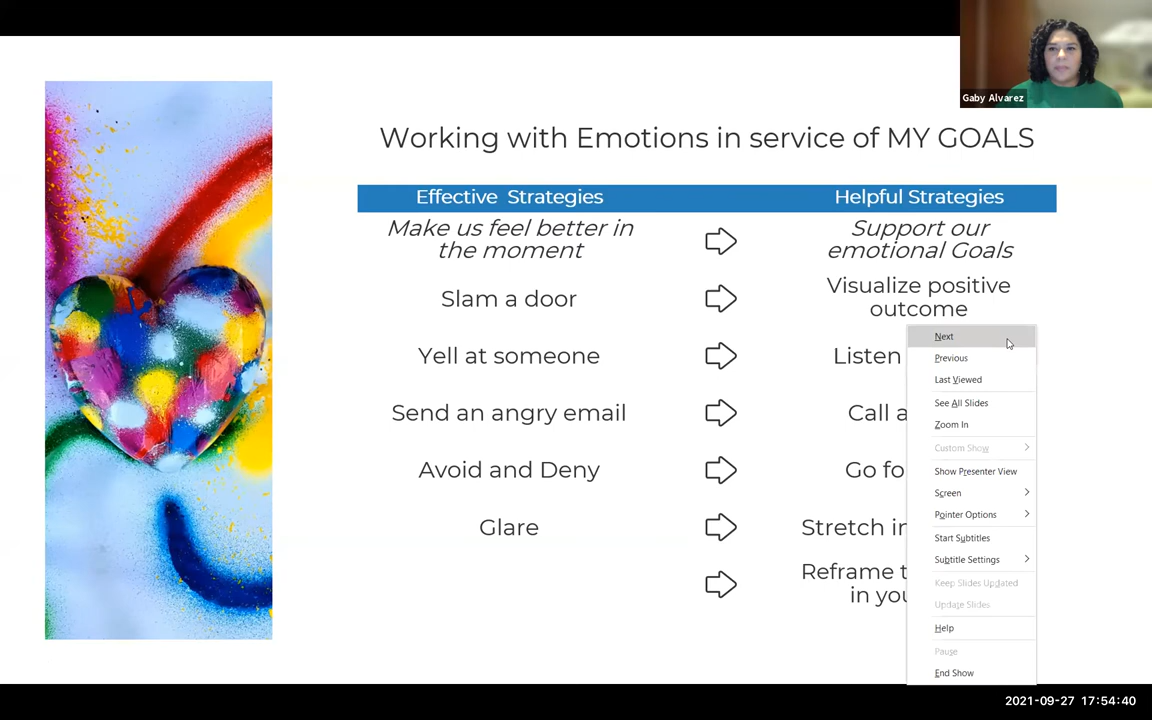 Gaby Alvarez
Working with Emotions in service of MY GOALS
Effective Strategies
Helpful Strategies
Make us feel better in
the moment
Support our
emotional Goals
Slam a door
Visualize positive
outcome
Yell at someone
Listen
Send an angry email
Call a
Avoid and Deny
Go fo
Glare
Stretch in
Reframe t
in you
Next
Previous
Last Viewed
See All Slides
Zoom In
Custom Show
Show Presenter View
Screen
Pointer Options
Start Subtitles
Subtitle Settings
Keep Slides Updated
Update Slides
Help
Pause
End Show
2021-09-27 17:54:40